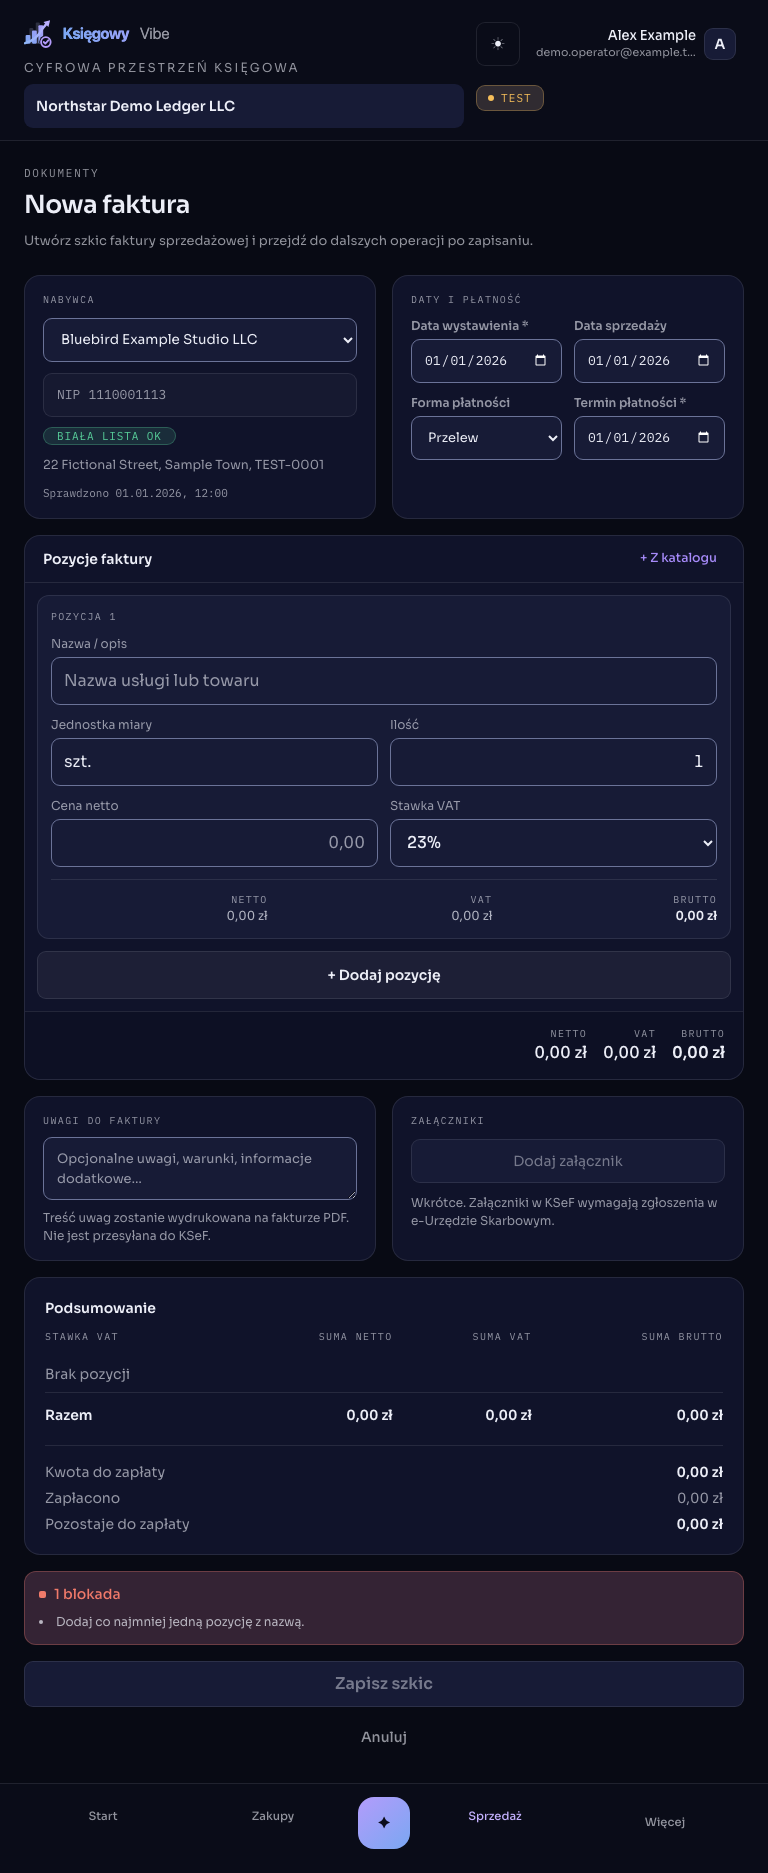 Księgowy Vibe
CYFROWA PRZESTRZEŃ KSIĘGOWA
Alex Example
demo.operator@example.t...
A
Northstar Demo Ledger LLC
TEST
DOKUMENTY
Nowa faktura
Utwórz szkic faktury sprzedażowej i przejdź do dalszych operacji po zapisaniu.
NABYWCA
Bluebird Example Studio LLC
NIP 1110001113
BIAŁA LISTA OK
22 Fictional Street, Sample Town, TEST-0001
Sprawdzono 01.01.2026, 12:00
DATY I PŁATNOŚĆ
Data wystawienia * Data sprzedaży
01/01/2026 01/01/2026
Forma płatności Termin płatności *
Przelew 01/01/2026
Pozycje faktury + Z katalogu
POZYCJA 1
Nazwa / opis
Nazwa usługi lub towaru
Jednostka miary Ilość
szt. 1
Cena netto Stawka VAT
0,00 23%
NETTO VAT BRUTTO
0,00 zł 0,00 zł 0,00 zł
+ Dodaj pozycję
NETTO VAT BRUTTO
0,00 zł 0,00 zł 0,00 zł
UWAGI DO FAKTURY
Opcjonalne uwagi, warunki, informacje
dodatkowe...
Treść uwag zostanie wydrukowana na fakturze PDF.
Nie jest przesyłana do KSeF.
ZAŁĄCZNIKI
Dodaj załącznik
Wkrótce. Załączniki w KSeF wymagają zgłoszenia w
e-Urzędzie Skarbowym.
Podsumowanie
STAWKA VAT SUMA NETTO SUMA VAT SUMA BRUTTO
Brak pozycji
Razem 0,00 zł 0,00 zł 0,00 zł
Kwota do zapłaty 0,00 zł
Zapłacono 0,00 zł
Pozostaje do zapłaty 0,00 zł
1 blokada
• Dodaj co najmniej jedną pozycję z nazwą.
Zapisz szkic
Anuluj
Start Zakupy Sprzedaż Więcej